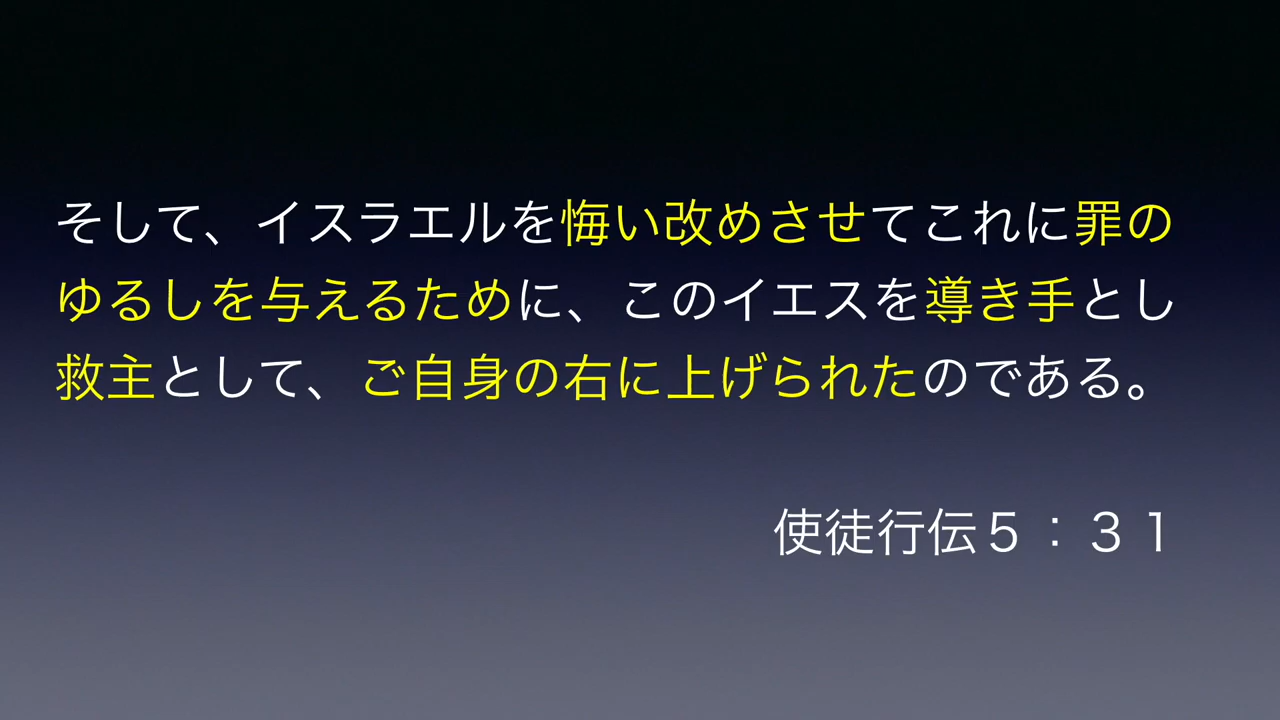 そして、イスラエルを悔い改めさせてこれに罪の
ゆるしを与えるために、このイエスを導き手とし
救主として、ご自身の右に上げられたのである。
使徒行伝５：３１